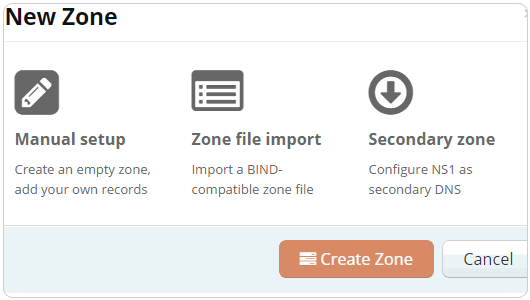 New Zone
Manual setup
Create an empty zone,
add your own records
Zone file import
Import a BIND-
compatible zone file
Secondary zone
Configure NS1 as
secondary DNS
Create Zone
Cancel